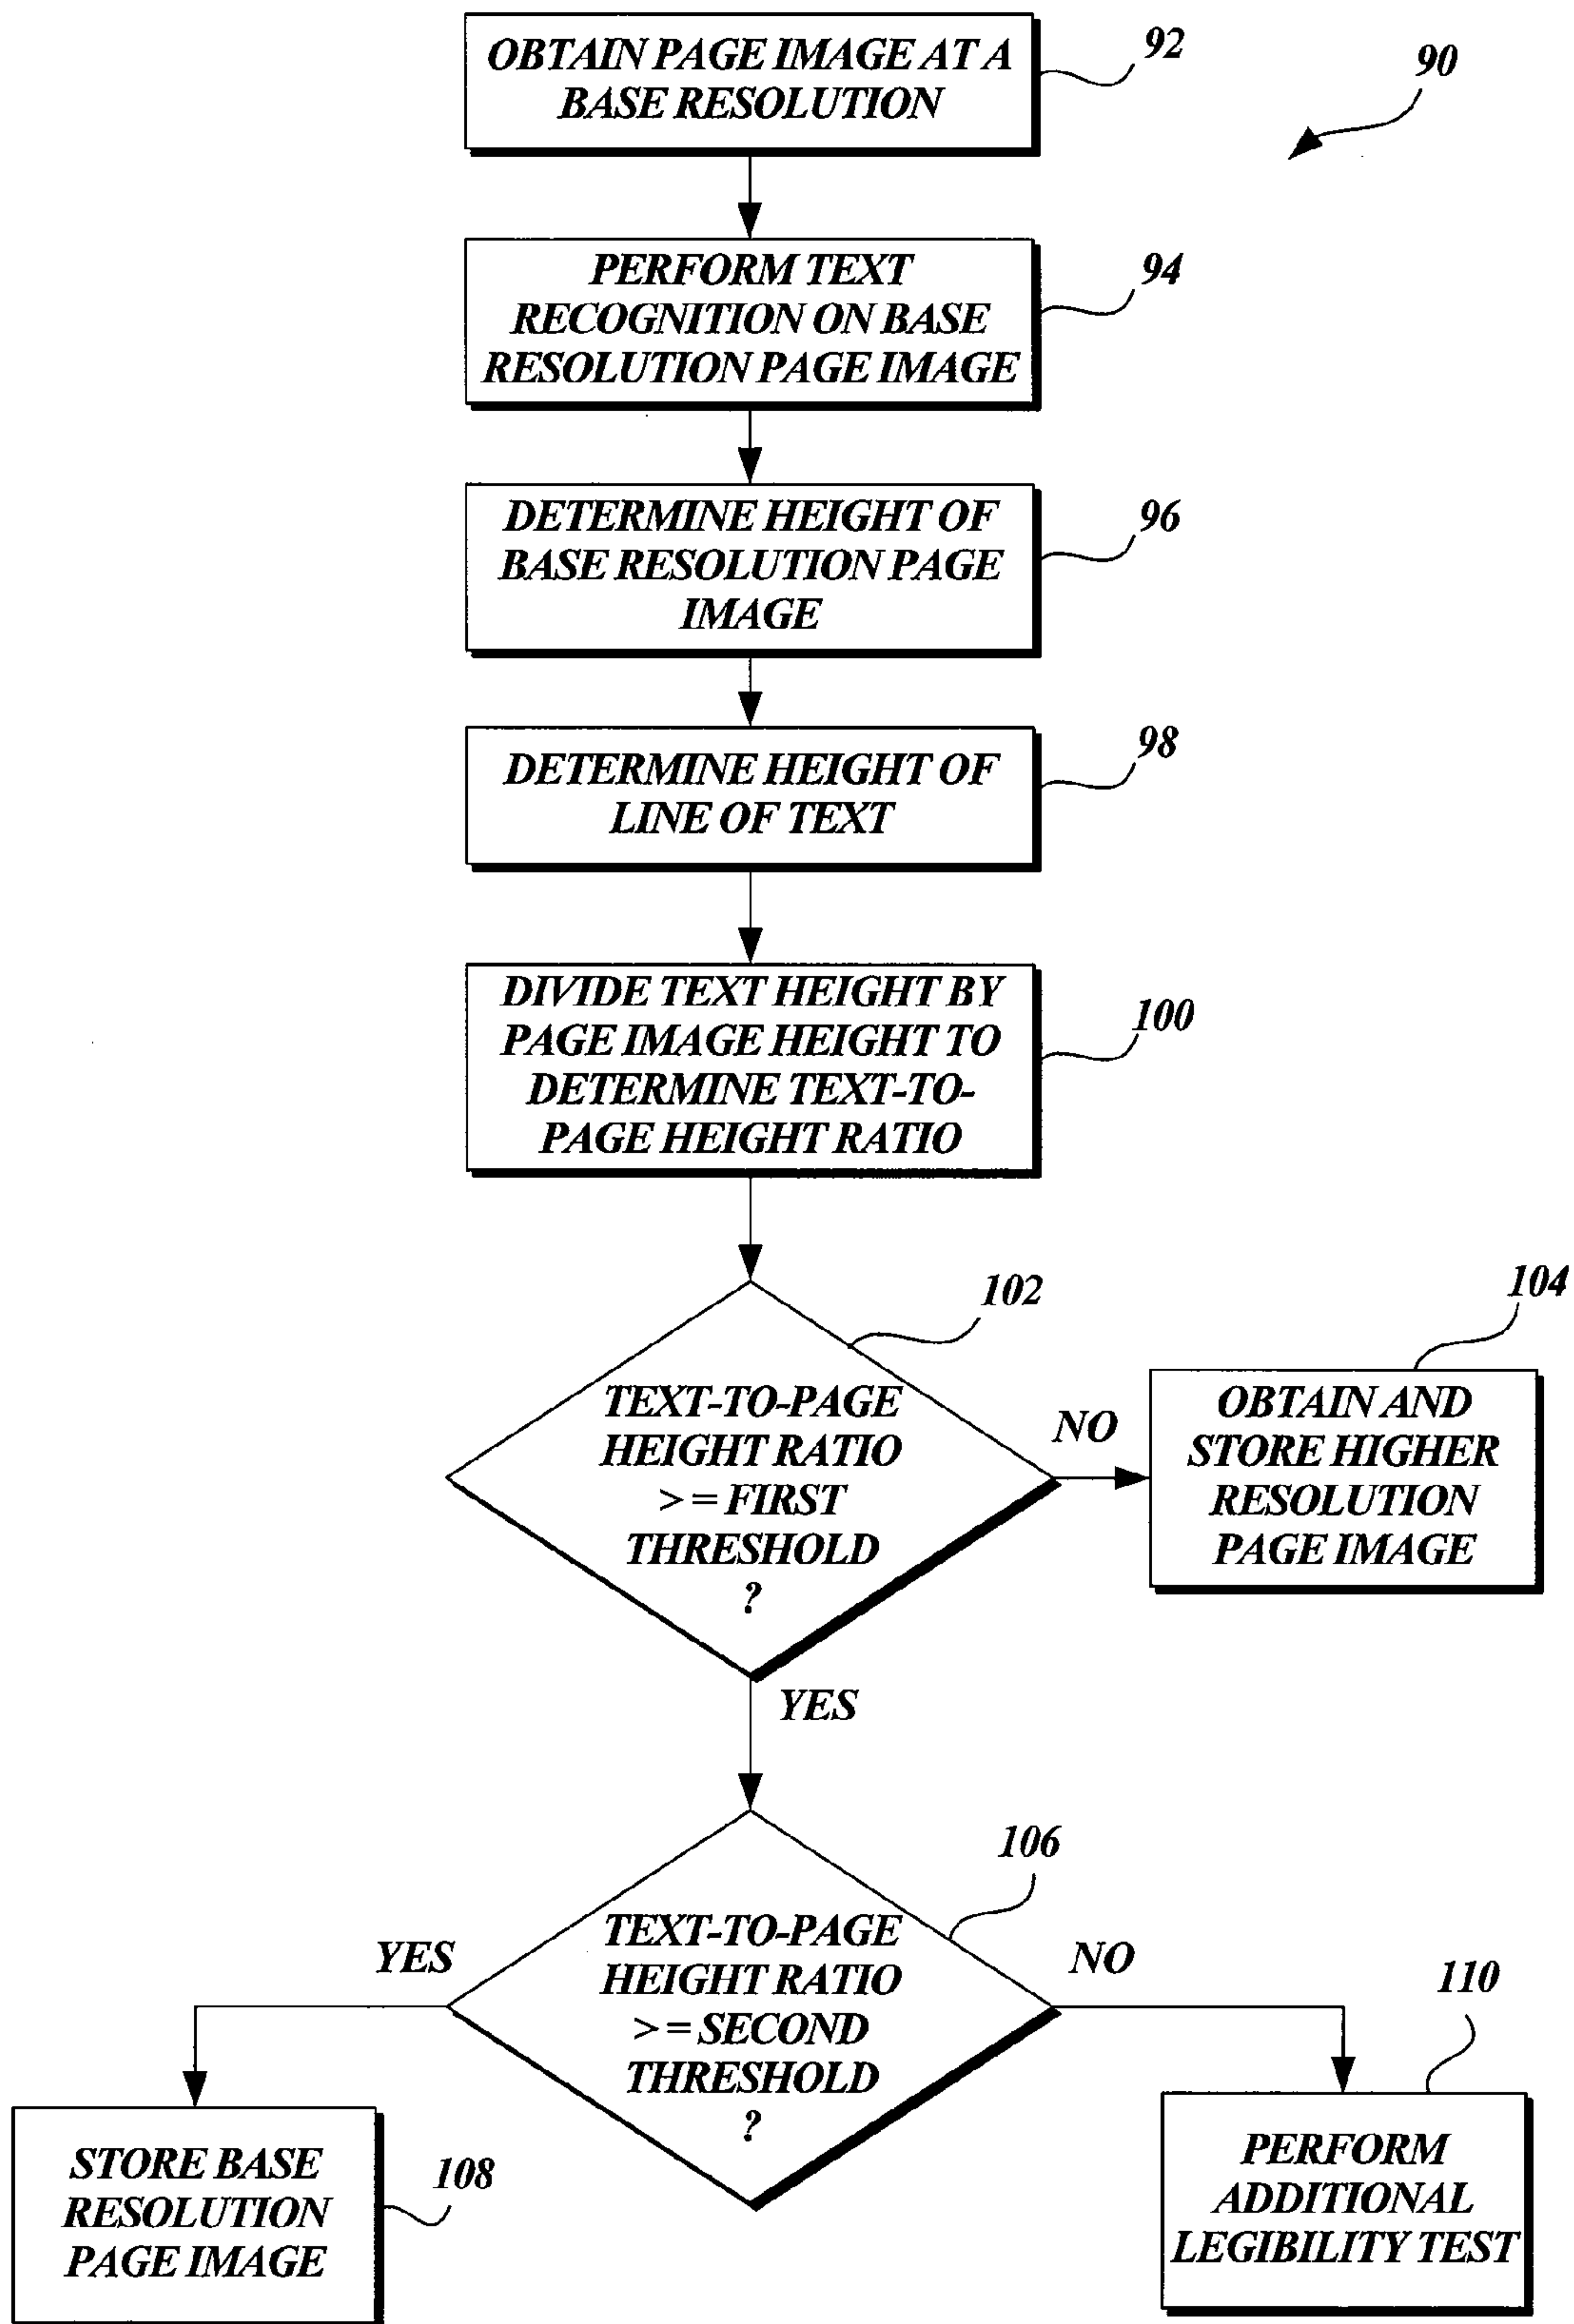 OBTAIN PAGE IMAGE AT A
BASE RESOLUTION
92
90
PERFORM TEXT
RECOGNITION ON BASE
RESOLUTION PAGE IMAGE
94
DETERMINE HEIGHT OF
BASE RESOLUTION PAGE
IMAGE
96
DETERMINE HEIGHT OF
LINE OF TEXT
98
DIVIDE TEXT HEIGHT BY
PAGE IMAGE HEIGHT TO
DETERMINE TEXT-TO-
PAGE HEIGHT RATIO
100
102
TEXT-TO-PAGE
HEIGHT RATIO
>= FIRST
THRESHOLD
?
NO
104
OBTAIN AND
STORE HIGHER
RESOLUTION
PAGE IMAGE
YES
106
TEXT-TO-PAGE
HEIGHT RATIO
>= SECOND
THRESHOLD
?
YES
NO
108
STORE BASE
RESOLUTION
PAGE IMAGE
110
PERFORM
ADDITIONAL
LEGIBILITY TEST